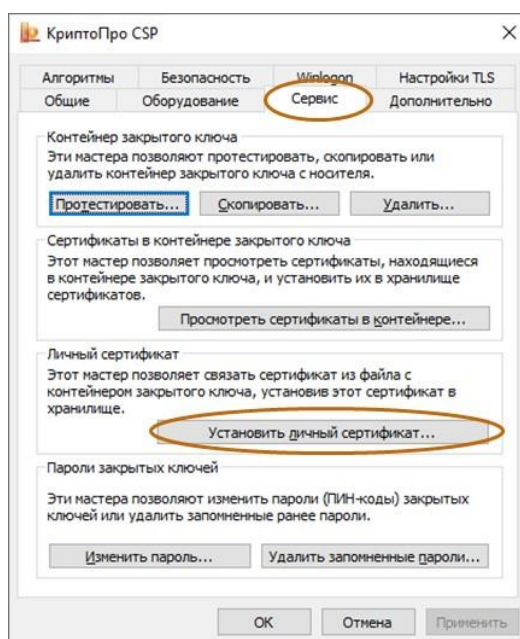 КриптоПро CSP
Алгоритмы Безопасность Winlogon Настройки TLS
Общие Оборудование Сервис Дополнительно
Контейнер закрытого ключа
Эти мастера позволяют протестировать, скопировать или
удалить контейнер закрытого ключа с носителя.
Протестировать... Скопировать... Удалить...
Сертификаты в контейнере закрытого ключа
Этот мастер позволяет просмотреть сертификаты, находящиеся
в контейнере закрытого ключа, и установить их в хранилище
сертификатов.
Просмотреть сертификаты в контейнере...
Личный сертификат
Этот мастер позволяет связать сертификат из файла с
контейнером закрытого ключа, установив этот сертификат в
хранилище.
Установить личный сертификат...
Пароли закрытых ключей
Эти мастера позволяют изменить пароли (ПИН-коды) закрытых
ключей или удалить запомненные ранее пароли.
Изменить пароль... Удалить запомненные пароли...
ОК Отмена Применить